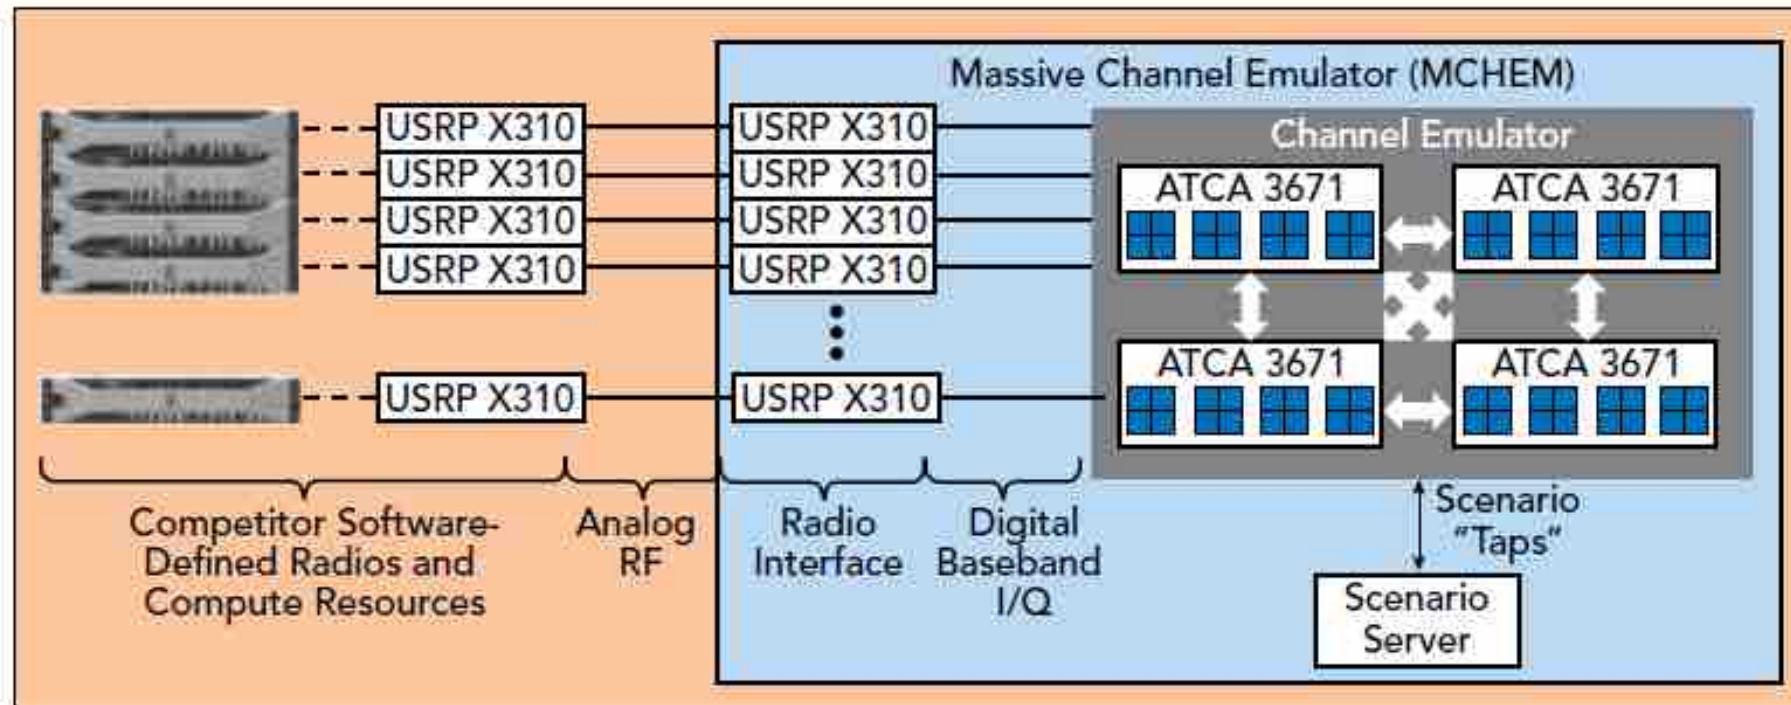 Massive Channel Emulator (MCHEM)
USRP X310
USRP X310
USRP X310
USRP X310
USRP X310
USRP X310
USRP X310
USRP X310
USRP X310
USRP X310
Channel Emulator
ATCA 3671
ATCA 3671
ATCA 3671
ATCA 3671
Competitor Software-
Defined Radios and
Compute Resources
Analog
RF
Radio
Interface
Digital
Baseband
I/Q
Scenario
“Taps”
Scenario
Server